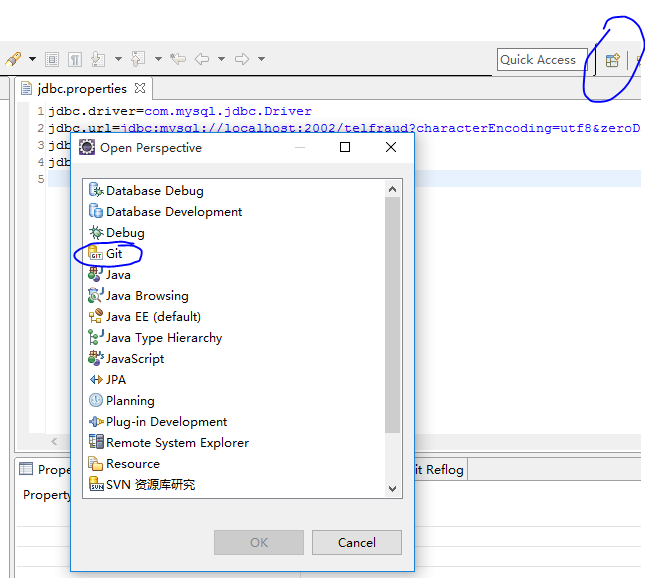 Quick Access
jdbc.properties
1 jdbc.driver=com.mysql.jdbc.Driver
2 jdbc.url=jdbc:mysql://localhost:2002/telfraud?characterEncoding=utf8&zeroD
3 jdb
4 jdb
5
Open Perspective
Database Debug
Database Development
Debug
GIT Git
Java
Java Browsing
Java EE (default)
Java Type Hierarchy
JavaScript
JPA
Planning
Plug-in Development
Remote System Explorer
Resource
SVN SVN 资源库研究
Prope
it Reflog
Property
OK
Cancel